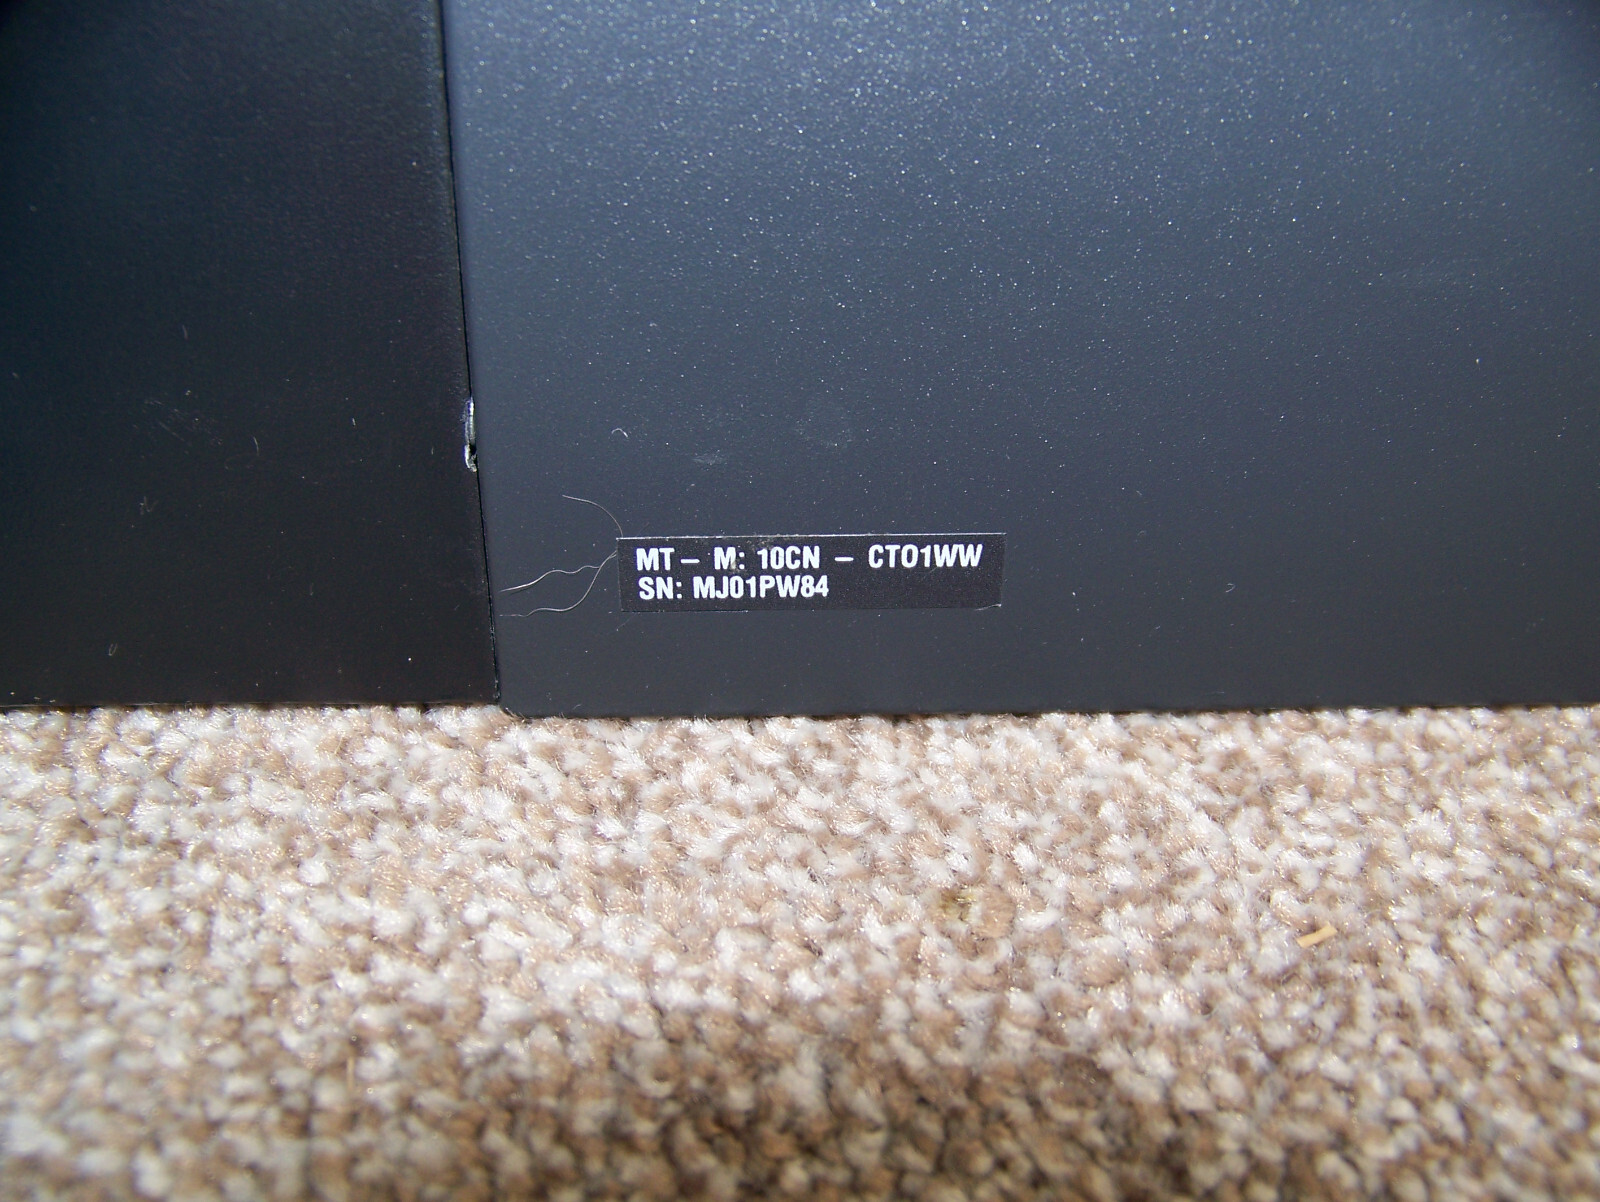 MT – M: 10CN – CTO1WW
SN: MJ01PW84